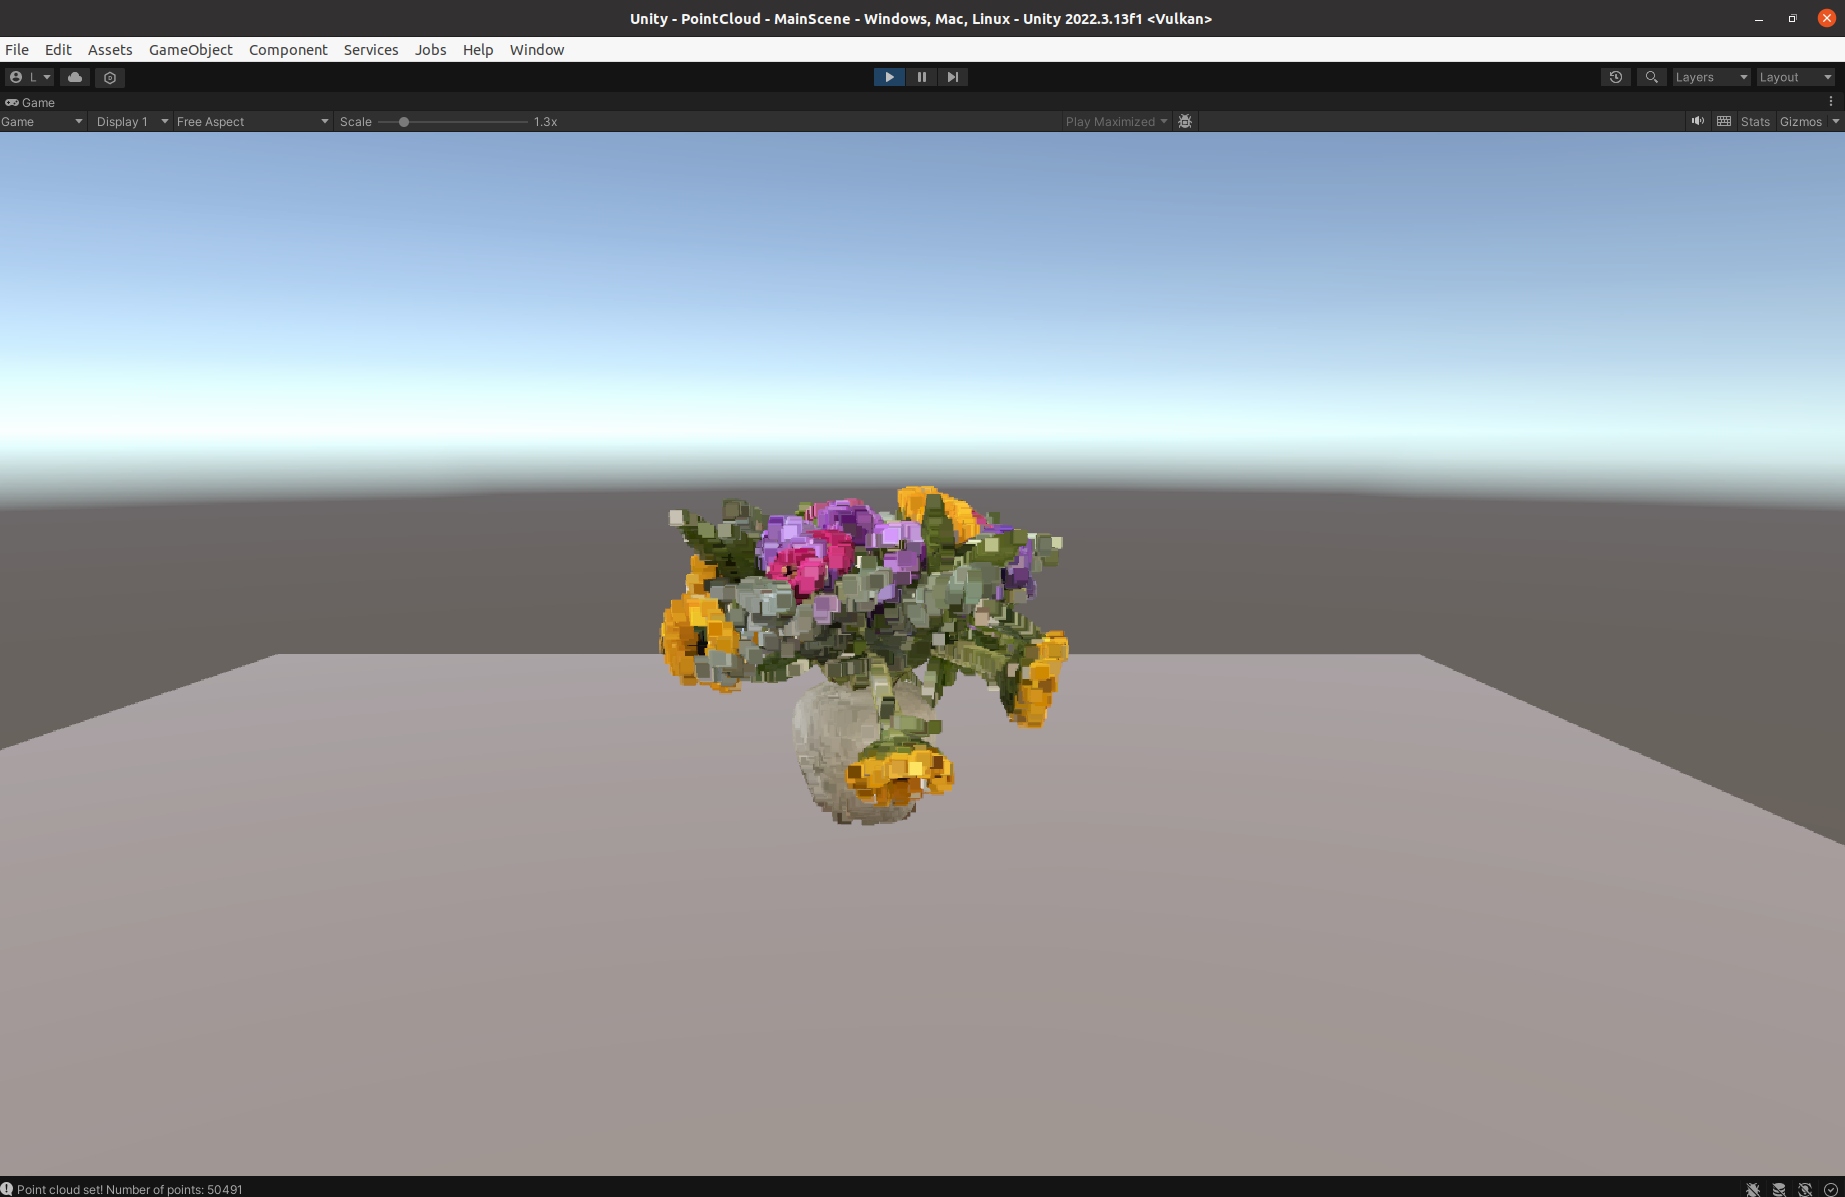 Unity - PointCloud - MainScene - Windows, Mac, Linux - Unity 2022.3.13f1 <Vulkan>
File Edit Assets GameObject Component Services Jobs Help Window
L Layers Layout
Game
Game Display 1 Free Aspect Scale 1.3x Play Maximized Stats Gizmos
Point cloud set! Number of points: 50491